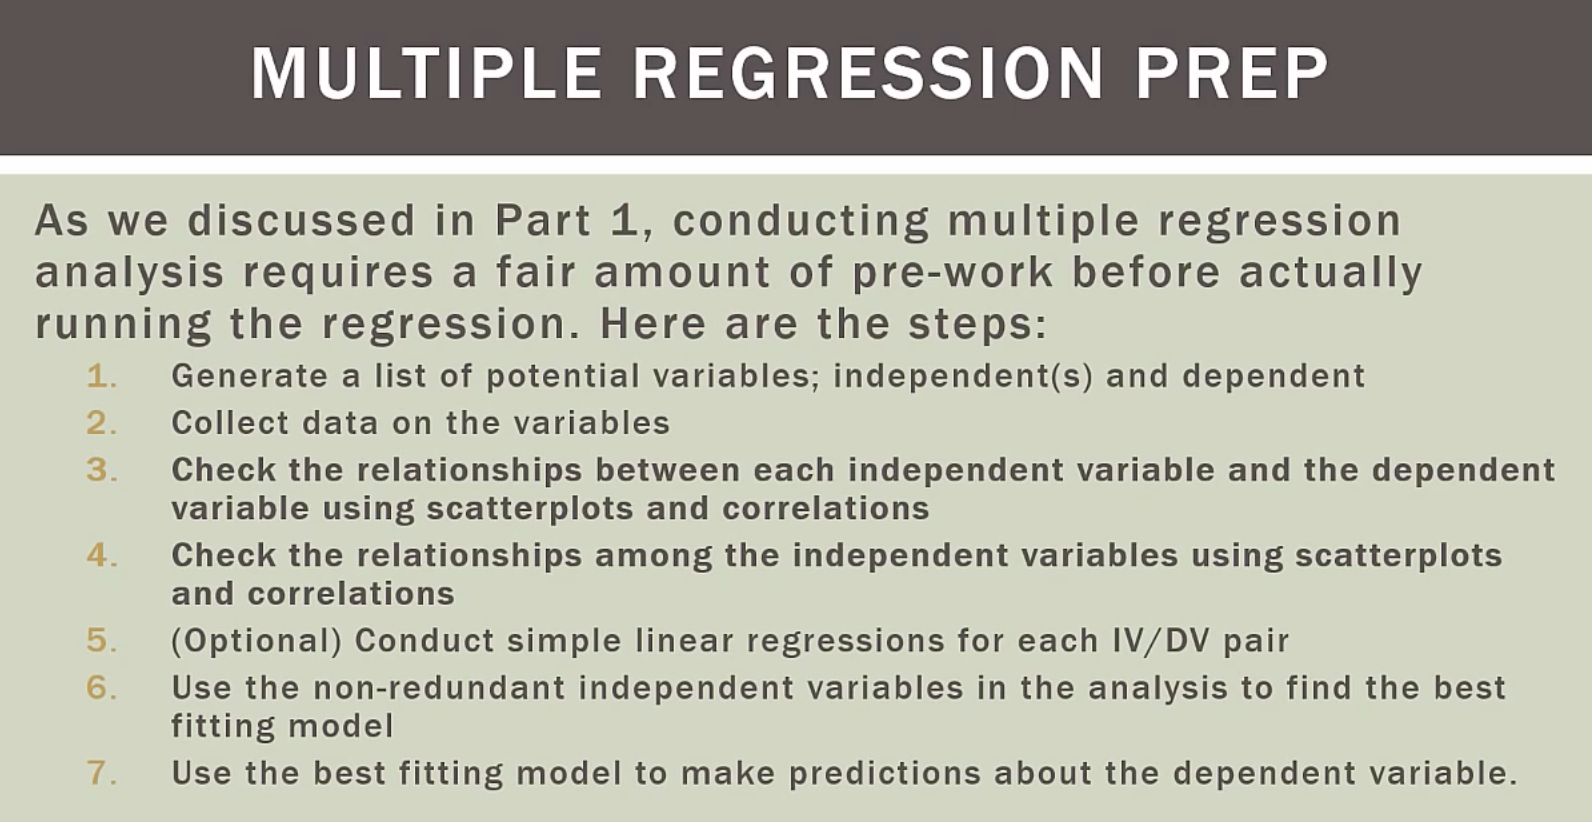 MULTIPLE REGRESSION PREP
As we discussed in Part 1, conducting multiple regression
analysis requires a fair amount of pre-work before actually
running the regression. Here are the steps:
1. Generate a list of potential variables; independent(s) and dependent
2. Collect data on the variables
3. Check the relationships between each independent variable and the dependent
variable using scatterplots and correlations
4. Check the relationships among the independent variables using scatterplots
and correlations
5. (Optional) Conduct simple linear regressions for each IV/DV pair
6. Use the non-redundant independent variables in the analysis to find the best
fitting model
7. Use the best fitting model to make predictions about the dependent variable.